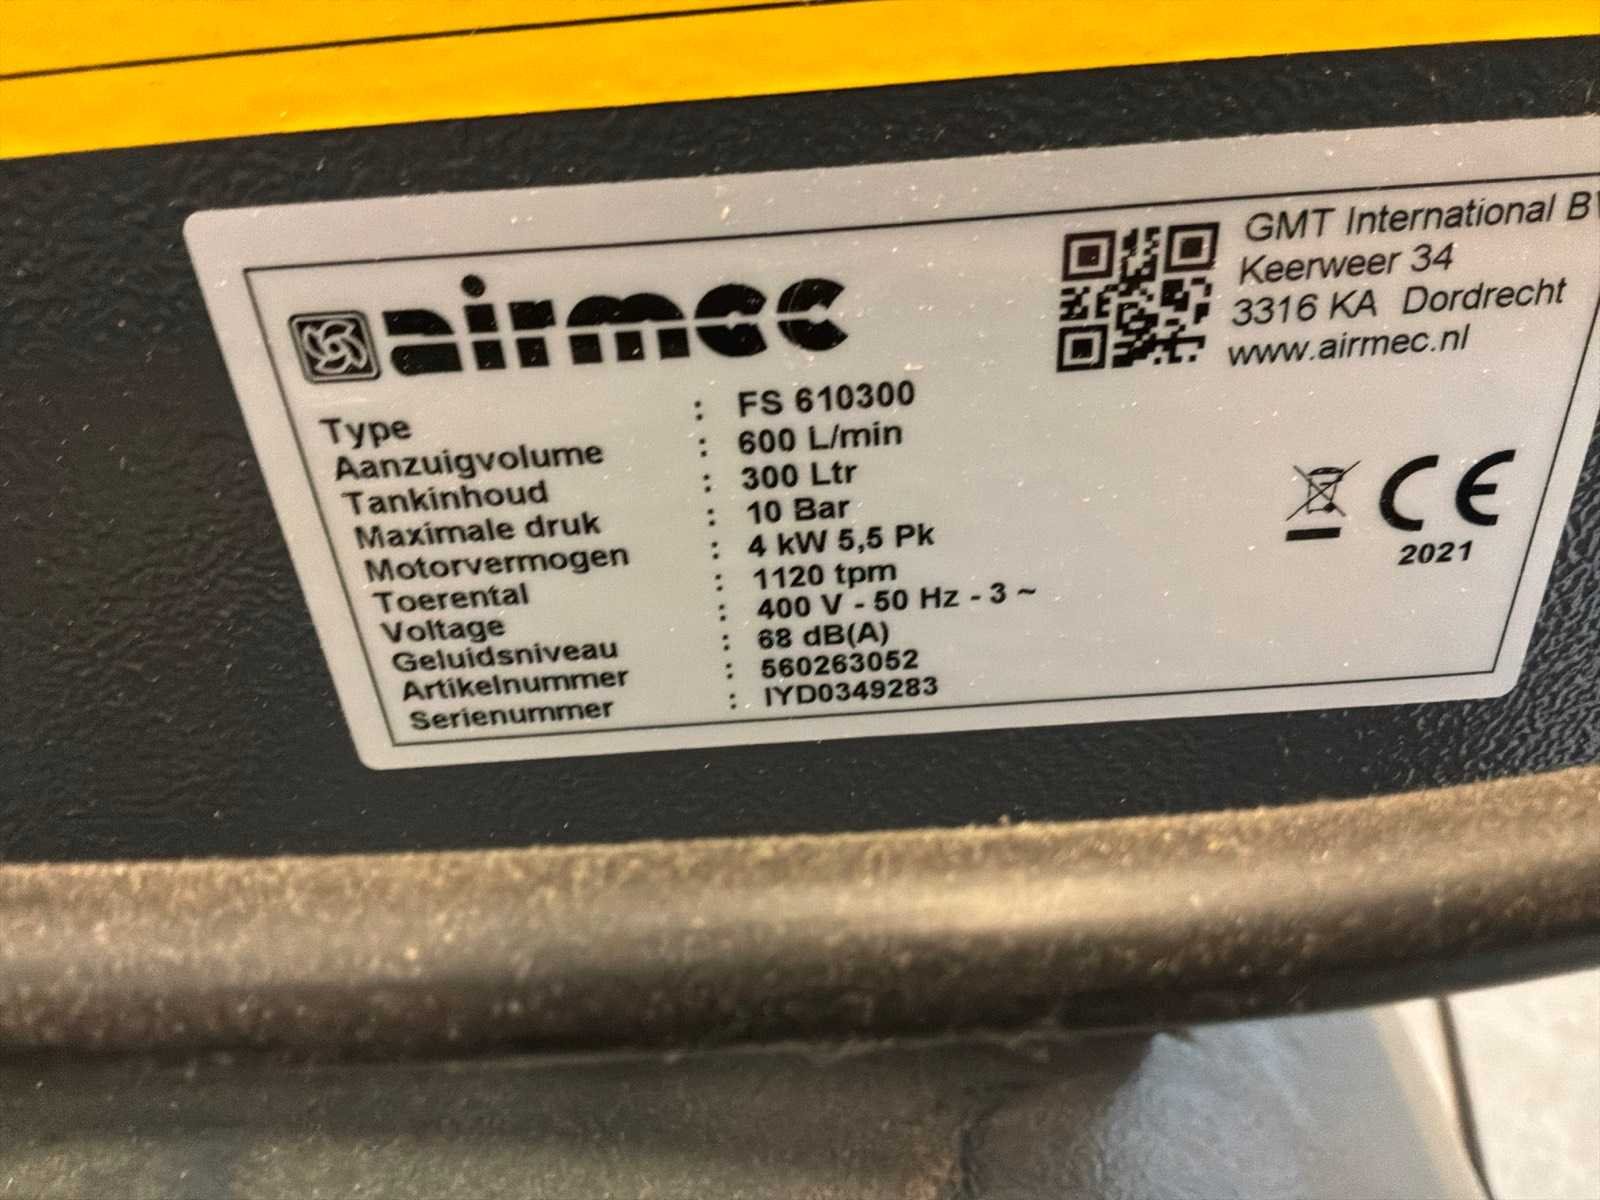 airmec
GMT International BV
Keerweer 34
3316 KA Dordrecht
www.airmec.nl
Type : FS 610300
Aanzuigvolume : 600 L/min
Tankinhoud : 300 Ltr
Maximale druk : 10 Bar
Motorvermogen : 4 kW 5,5 Pk
Toerental : 1120 tpm
Voltage : 400 V - 50 Hz - 3 ~
Geluidsniveau : 68 dB(A)
Artikelnummer : 560263052
Serienummer : IYD0349283
CE
2021